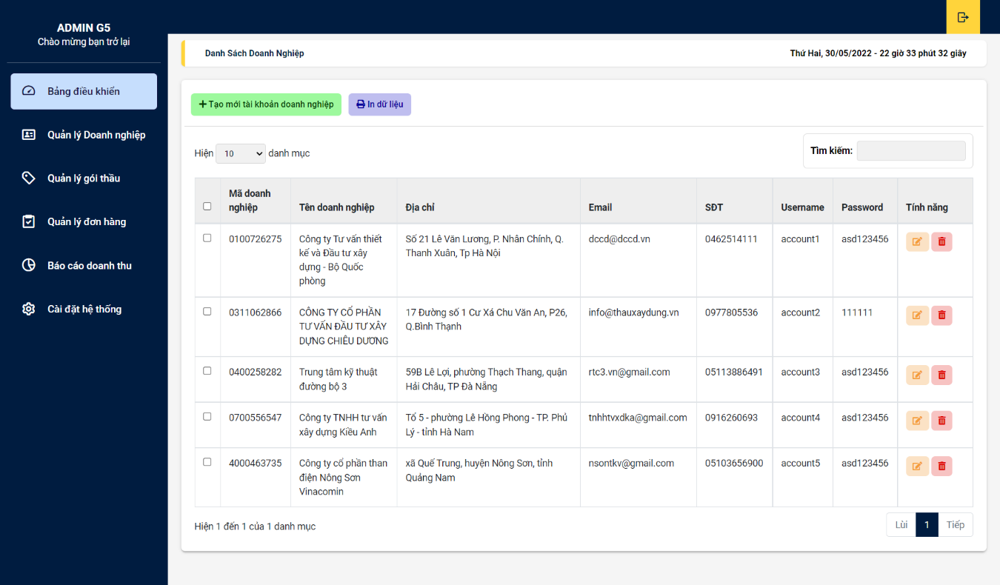 ADMIN G5
Chào mừng bạn trở lại
Bảng điều khiển
Quản lý Doanh nghiệp
Quản lý gói thầu
Quản lý đơn hàng
Báo cáo doanh thu
Cài đặt hệ thống
Danh Sách Doanh Nghiệp
Thứ Hai, 30/05/2022 - 22 giờ 33 phút 32 giây
Tạo mới tài khoản doanh nghiệp
In dữ liệu
Hiện 10 danh mục
Tìm kiếm:
Mã doanh
nghiệp
Tên doanh nghiệp
Địa chỉ
Email
SĐT
Username
Password
Tính năng
0100726275
Công ty Tư vấn thiết
kế và Đầu tư xây
dựng - Bộ Quốc
phòng
Số 21 Lê Văn Lương, P. Nhân Chính, Q.
Thanh Xuân, Tp Hà Nội
dccd@dccd.vn
0462514111
account1
asd123456
0311062866
CÔNG TY CỔ PHẦN
TƯ VẤN ĐẦU TƯ XÂY
DỰNG CHIÊU DƯƠNG
17 Đường số 1 Cư Xá Chu Văn An, P26,
Q.Bình Thạnh
info@thauxaydung.vn
0977805536
account2
111111
0400258282
Trung tâm kỹ thuật
đường bộ 3
59B Lê Lợi, phường Thạch Thang, quận
Hải Châu, TP Đà Nẵng
rtc3.vn@gmail.com
05113886491
account3
asd123456
0700556547
Công ty TNHH tư vấn
xây dựng Kiều Anh
Tổ 5 - phường Lê Hồng Phong - TP. Phủ
Lý - tỉnh Hà Nam
tnhhtvxdka@gmail.com
0916260693
account4
asd123456
4000463735
Công ty cổ phần than
điện Nông Sơn
Vinacomin
xã Quế Trung, huyện Nông Sơn, tỉnh
Quảng Nam
nsontkv@gmail.com
05103656900
account5
asd123456
Hiện 1 đến 1 của 1 danh mục
Lùi
1
Tiếp